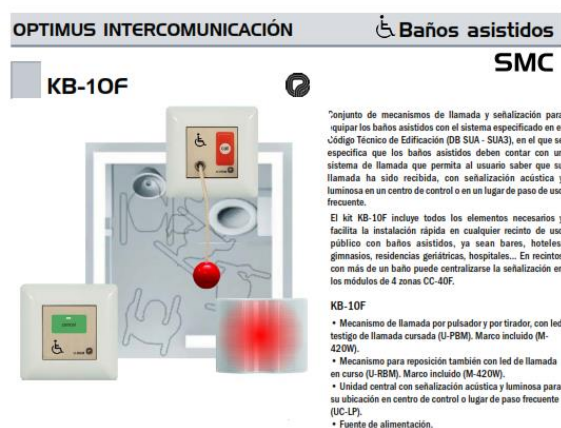 OPTIMUS INTERCOMUNICACIÓN
Baños asistidos
SMC
KB-10F
Conjunto de mecanismos de llamada y señalización para
equipar los baños asistidos con el sistema especificado en el
Código Técnico de Edificación (DB SUA - SUA3), en el que se
especifica que los baños asistidos deben contar con un
sistema de llamada que permita al usuario saber que su
llamada ha sido recibida, con señalización acústica y
luminosa en un centro de control o en un lugar de paso de uso
frecuente.
El kit KB-10F incluye todos los elementos necesarios y
facilita la instalación rápida en cualquier recinto de uso
público con baños asistidos, ya sean bares, hoteles,
gimnasios, residencias geriátricas, hospitales... En recintos
con más de un baño puede centralizarse la señalización en
los módulos de 4 zonas CC-40F.
KB-10F
• Mecanismo de llamada por pulsador y por tirador, con led
testigo de llamada cursada (U-PBM). Marco incluido (M-
420W).
• Mecanismo para reposición también con led de llamada
en curso (U-RBM). Marco incluido (M-420W).
• Unidad central con señalización acústica y luminosa para
su ubicación en centro de control o lugar de paso frecuente
(UC-LP).
• Fuente de alimentación.